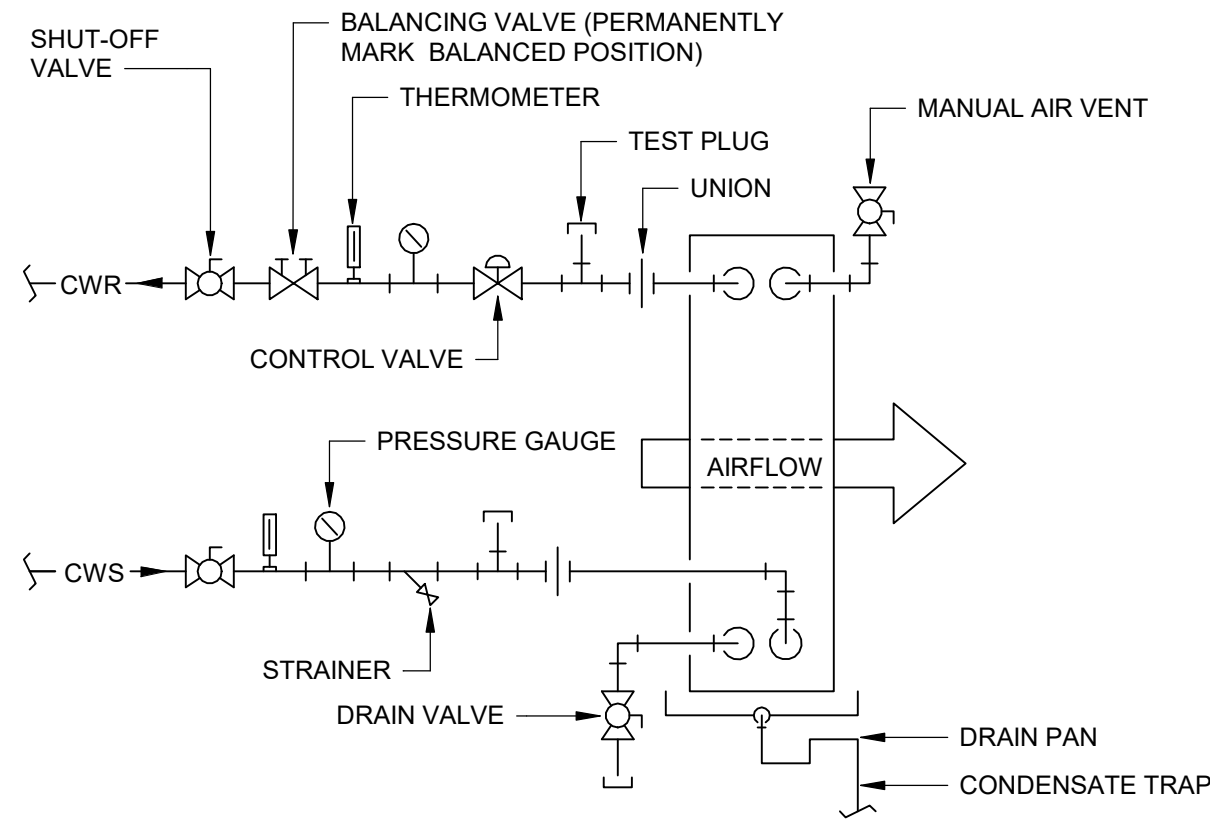 BALANCING VALVE (PERMANENTLY
MARK BALANCED POSITION)
SHUT-OFF
VALVE
THERMOMETER
MANUAL AIR VENT
TEST PLUG
UNION
CWR
CONTROL VALVE
PRESSURE GAUGE
AIRFLOW
CWS
STRAINER
DRAIN VALVE
DRAIN PAN
CONDENSATE TRAP